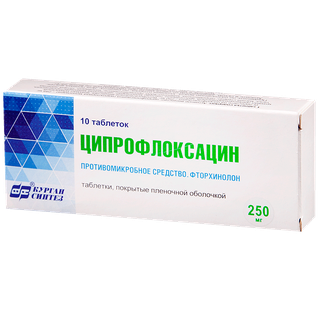 10 таблеток
ЦИПРОФЛОКСАЦИН
ПРОТИВОМИКРОБНОЕ СРЕДСТВО. ФТОРХИНОЛОН
таблетки, покрытые пленочной оболочкой
КУРГАН
СИНТЕЗ
250
мг